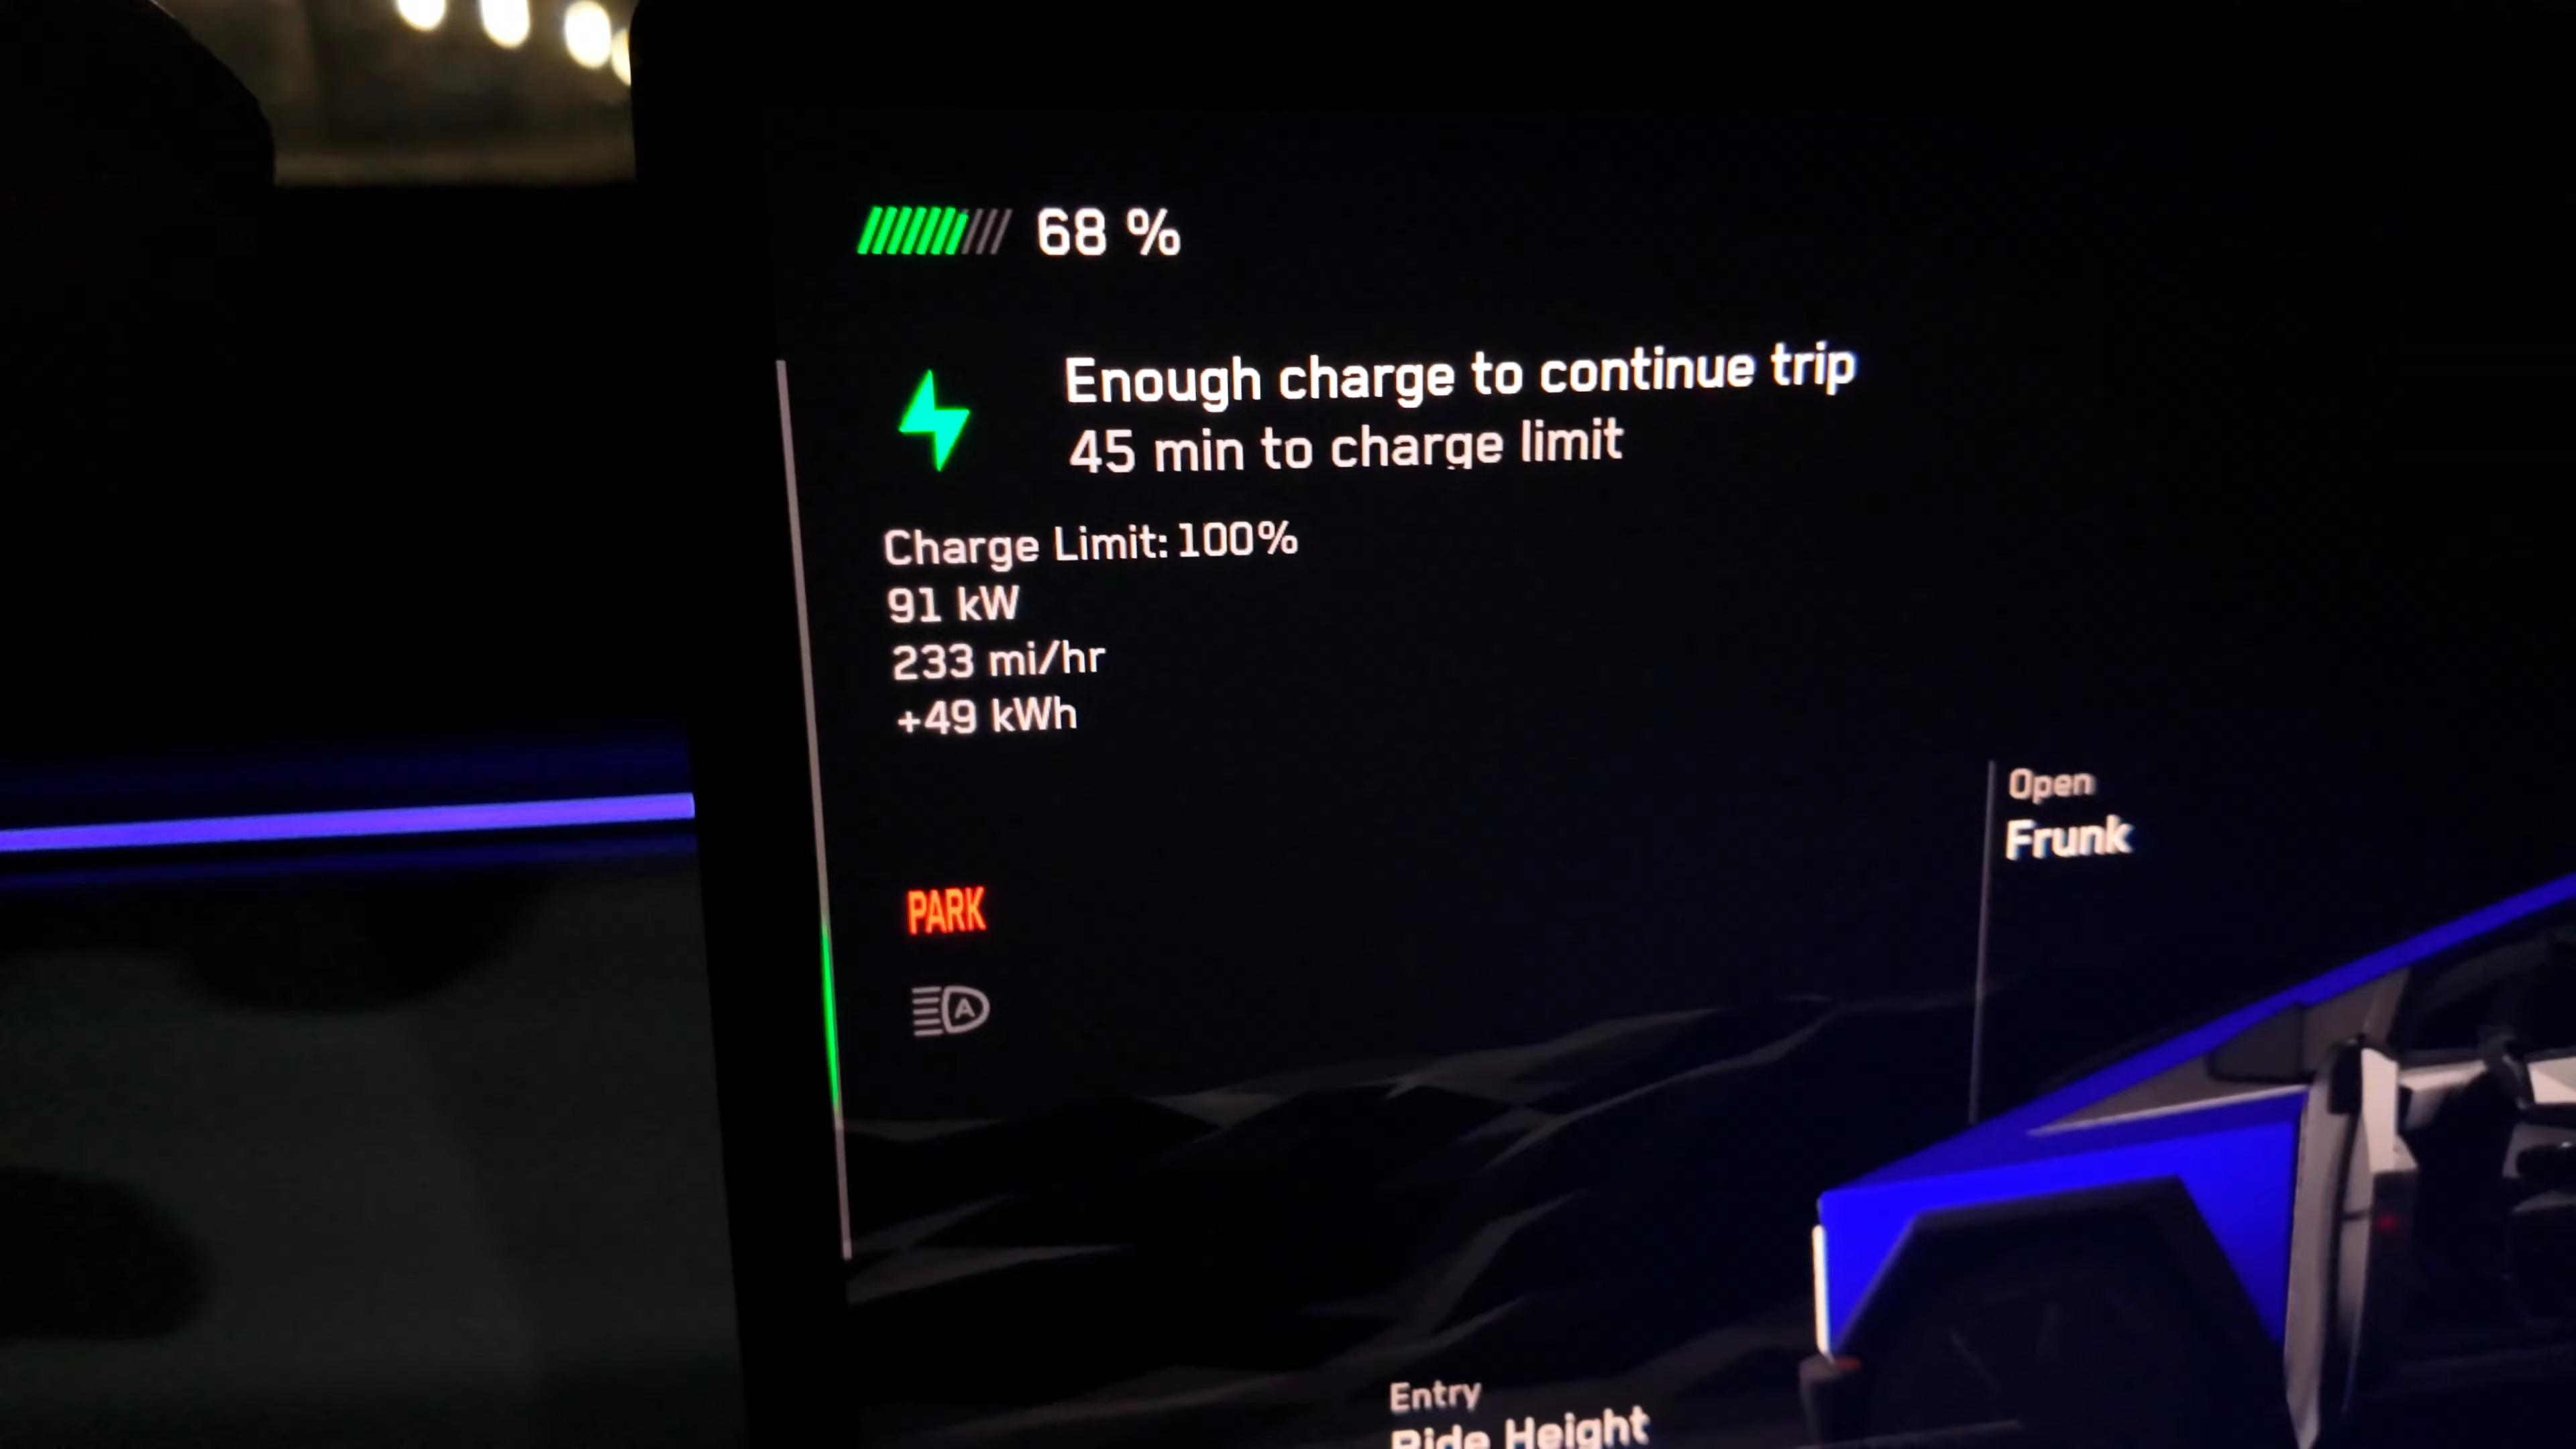 68 %
Enough charge to continue trip
45 min to charge limit
Charge Limit: 100%
91 kW
233 mi/hr
+49 kWh
Open
Frunk
PARK
A
Entry
Ride Height